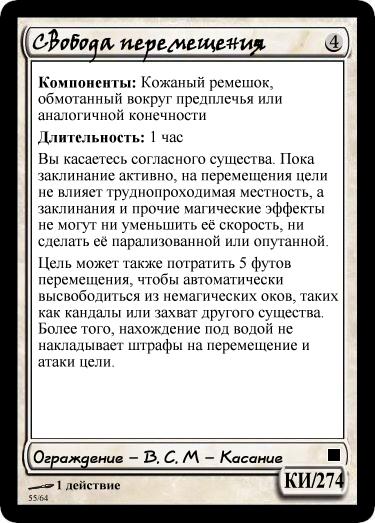 Свобода перемещения 4
Компоненты: Кожаный ремешок,
обмотанный вокруг предплечья или
аналогичной конечности
Длительность: 1 час
Вы касаетесь согласного существа. Пока
заклинание активно, на перемещения цели
не влияет труднопроходимая местность, а
заклинания и прочие магические эффекты
не могут ни уменьшить её скорость, ни
сделать её парализованной или опутанной.
Цель может также потратить 5 футов
перемещения, чтобы автоматически
высвободиться из немагических оков, таких
как кандалы или захват другого существа.
Более того, нахождение под водой не
накладывает штрафы на перемещение и
атаки цели.
Ограждение – В, С, М – Касание
1 действие
КИ/274
55/64